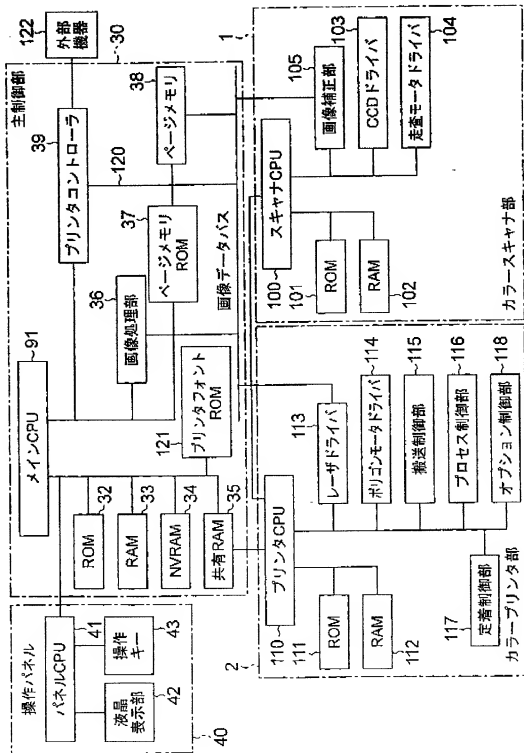 操作パネル
パネルCPU
41
液晶
表示部
42
操作
キー
43
40
主制御部
30
メインCPU
91
ROM
32
RAM
33
NVRAM
34
共有RAM
35
画像処理部
36
ページメモリ
ROM
37
ページメモリ
38
プリンタコントローラ
39
120
プリンタフォント
ROM
121
画像データバス
外部
機器
122
2
プリンタCPU
110
ROM
111
RAM
112
レーザドライバ
113
ポリゴンモータドライバ
114
搬送制御部
115
プロセス制御部
116
定着制御部
117
オプション制御部
118
カラープリンタ部
1
スキャナCPU
100
ROM
101
RAM
102
画像補正部
105
CCDドライバ
103
走査モータドライバ
104
カラースキャナ部